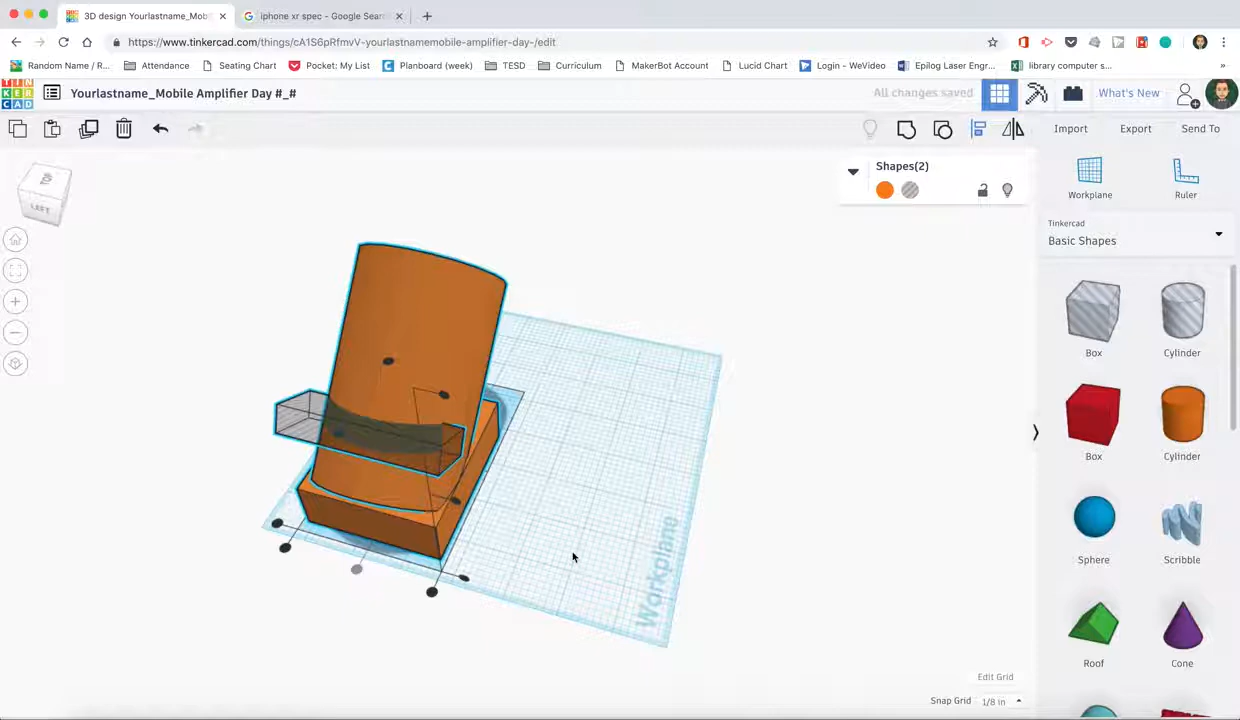 3D design Yourlastname_Mob
iphone xr spec - Google Sear
https://www.tinkercad.com/things/cA1S6pRfmvV-yourlastnamemobile-amplifier-day-/edit
Random Name / R...
Attendance
Seating Chart
Pocket: My List
Planboard (week)
TESD
Curriculum
MakerBot Account
Lucid Chart
Login - WeVideo
Epilog Laser Engr...
library computer s...
»
TIN
KER
CAD
Yourlastname_Mobile Amplifier Day #_#
All changes saved
What's New
Import
Export
Send To
Shapes(2)
Workplane
Ruler
Tinkercad
Basic Shapes
LEFT
Box
Cylinder
Box
Cylinder
Sphere
Scribble
Roof
Cone
Workplane
Edit Grid
Snap Grid
1/8 in